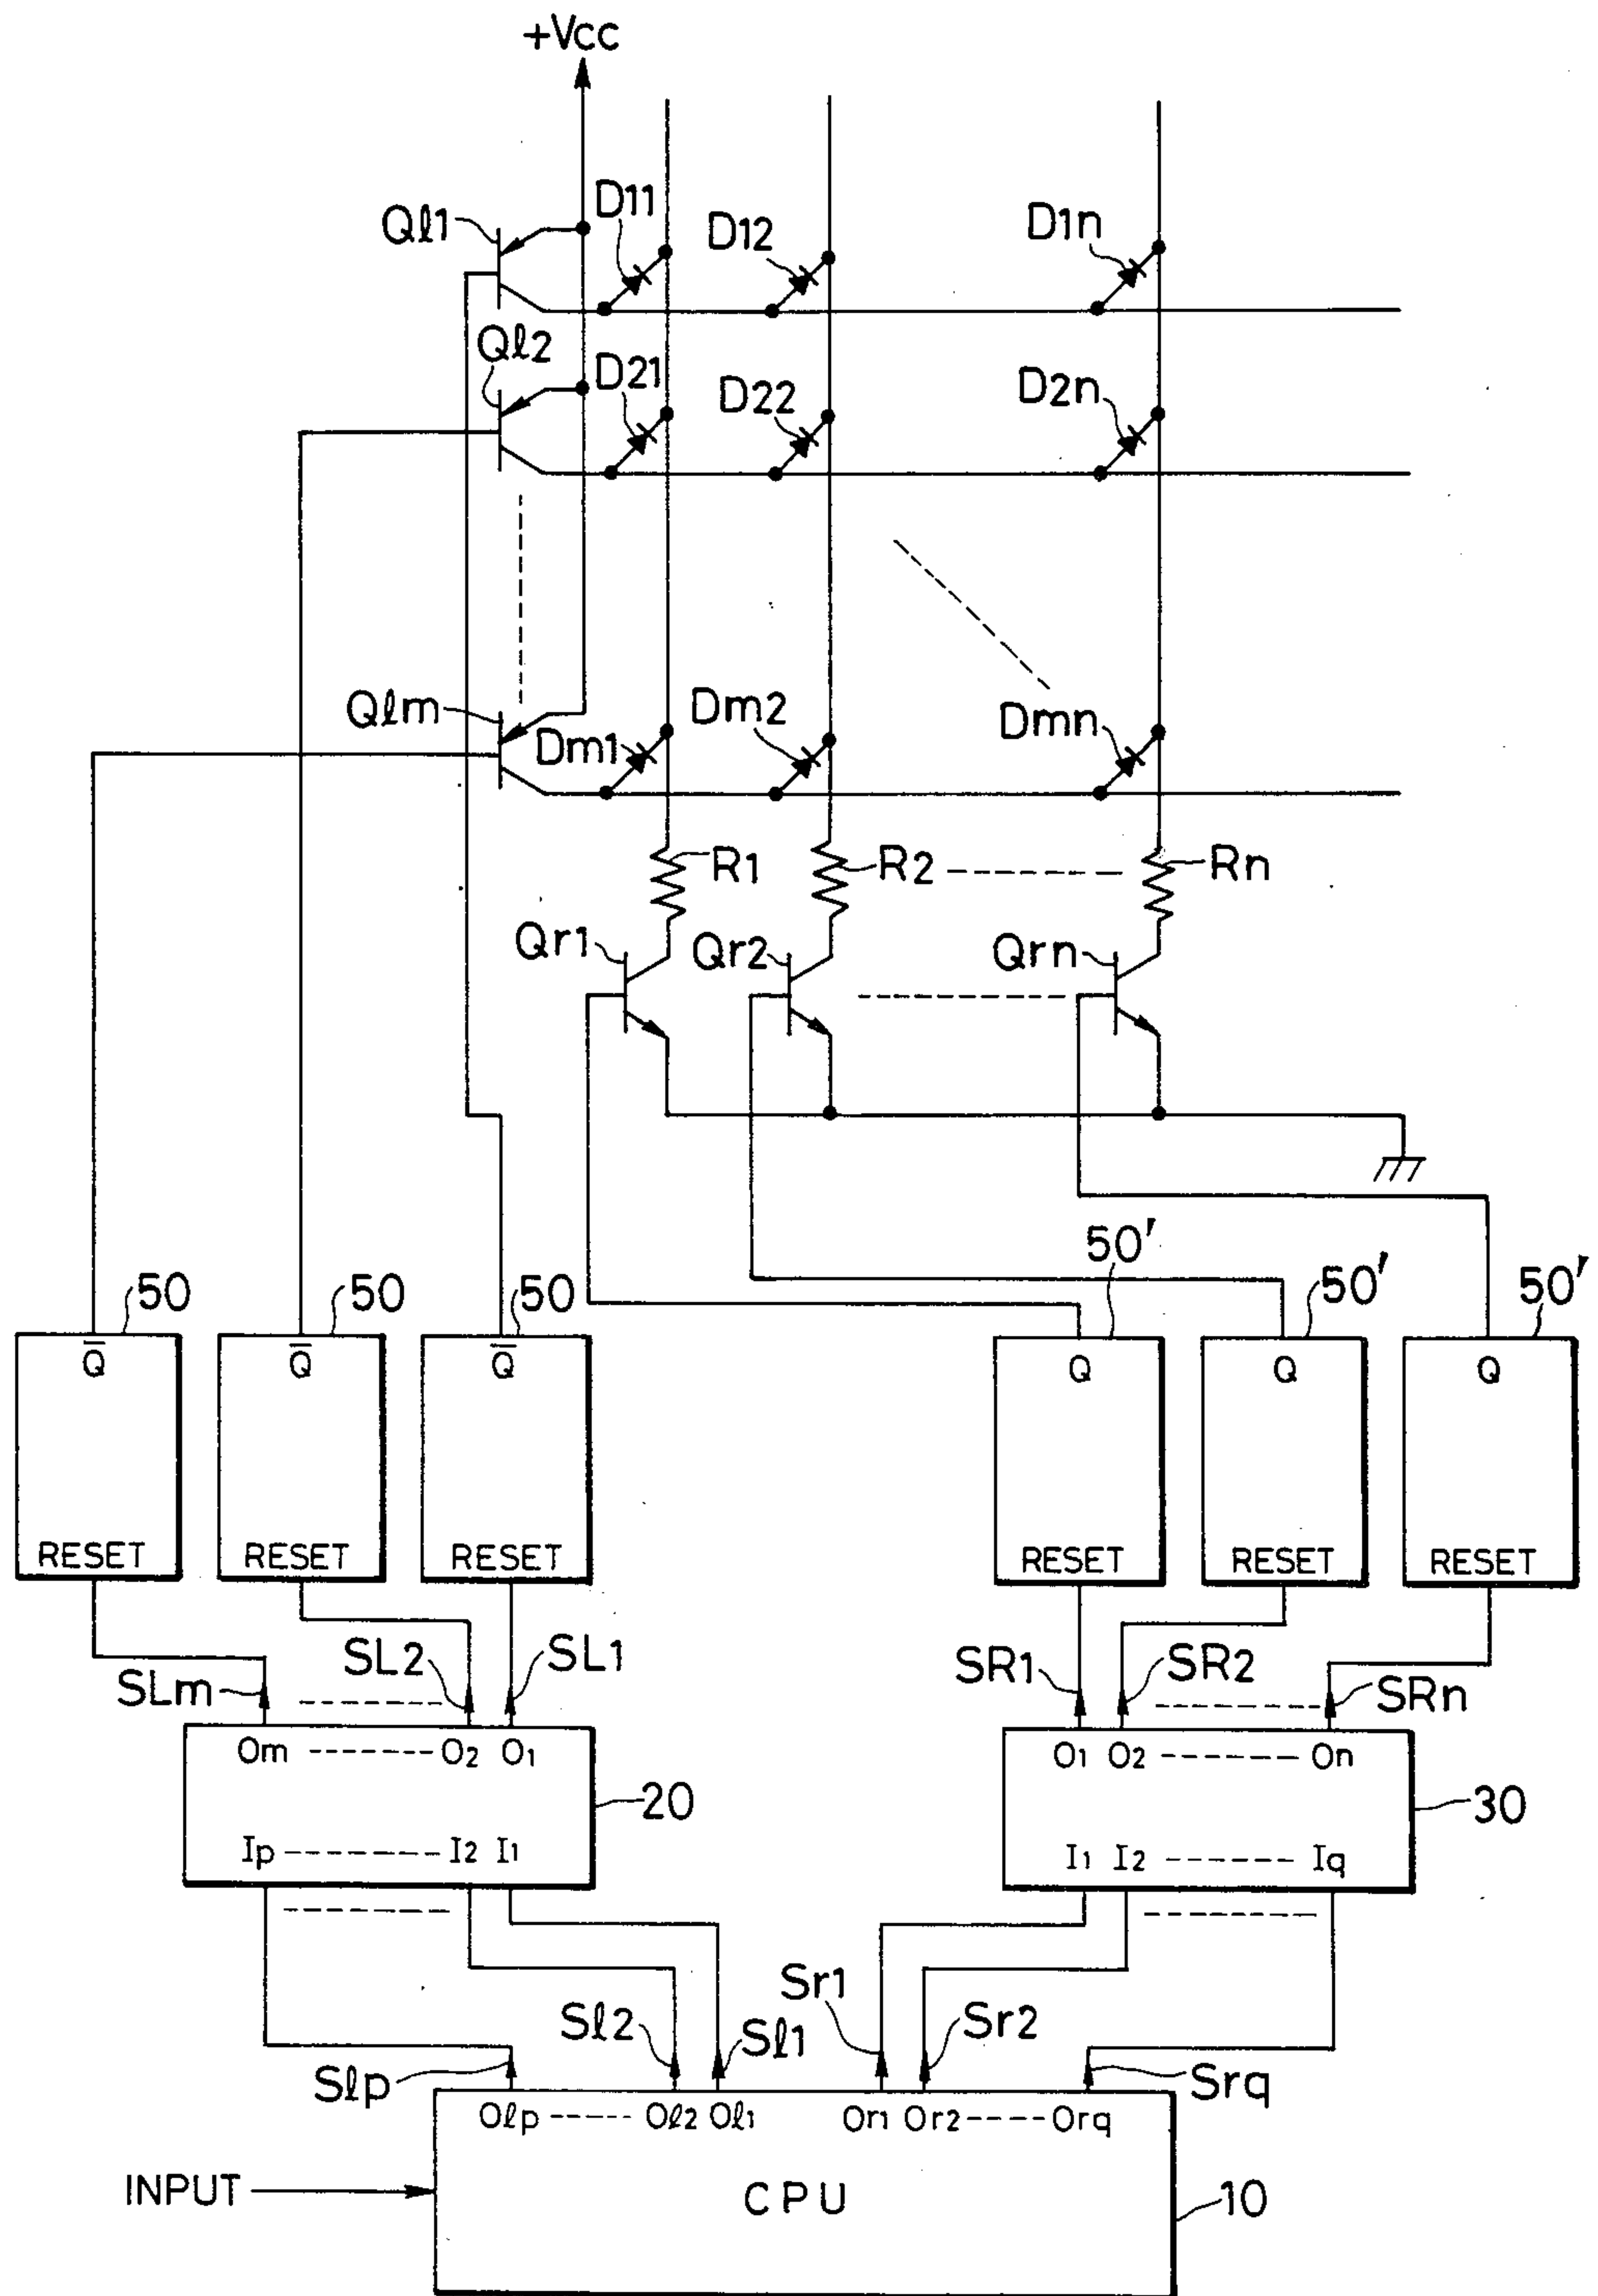 +Vcc
Qℓ1
D11
D12
D1n
Qℓ2
D21
D22
D2n
Qℓm
Dm1
Dm2
Dmn
R1
R2
Rn
Qr1
Qr2
Qrn
50
50
50
50'
50'
50'
Q̅
Q̅
Q̅
Q
Q
Q
RESET
RESET
RESET
RESET
RESET
RESET
SLm
SL2
SL1
SR1
SR2
SRn
Om ------- O2 O1
O1 O2 ------- On
20
30
Ip -------- I2 I1
I1 I2 ------- Iq
Sℓp
Sℓ2
Sℓ1
Sr1
Sr2
Srq
Oℓp ----- Oℓ2 Oℓ1
Or1 Or2 ---- Orq
INPUT
CPU
10